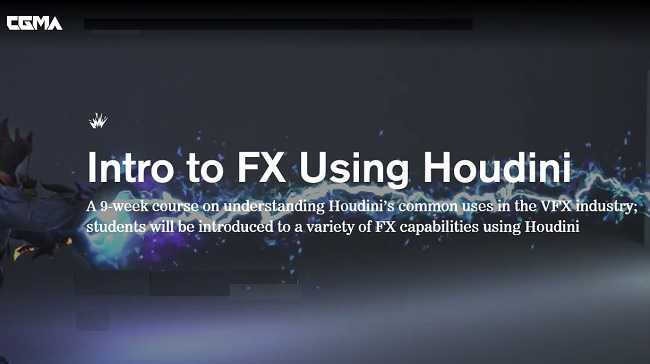 CGMA
Intro to FX Using Houdini
A 9-week course on understanding Houdini's common uses in the VFX industry;
students will be introduced to a variety of FX capabilities using Houdini